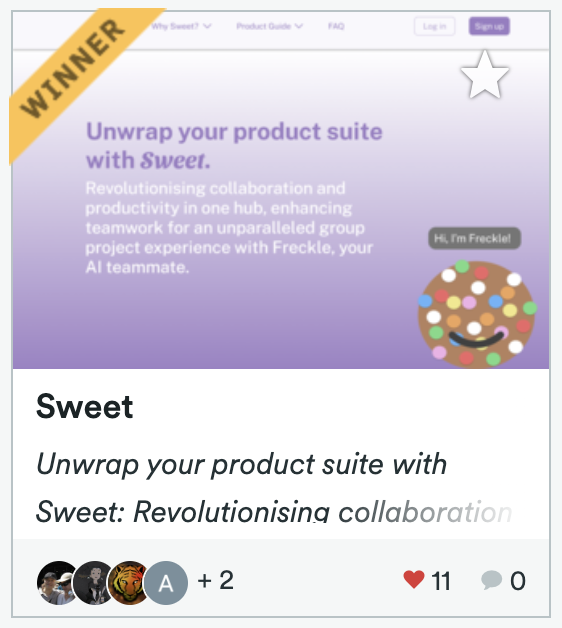 WINNER
Why Sweet? Product Guide FAQ Log in Sign up
Unwrap your product suite
with Sweet.
Revolutionising collaboration and
productivity in one hub, enhancing
teamwork for an unparalleled group
project experience with Freckle, your
AI teammate.
Hi, I'm Freckle!
Sweet
Unwrap your product suite with
Sweet: Revolutionising collaboration
A + 2 11 0